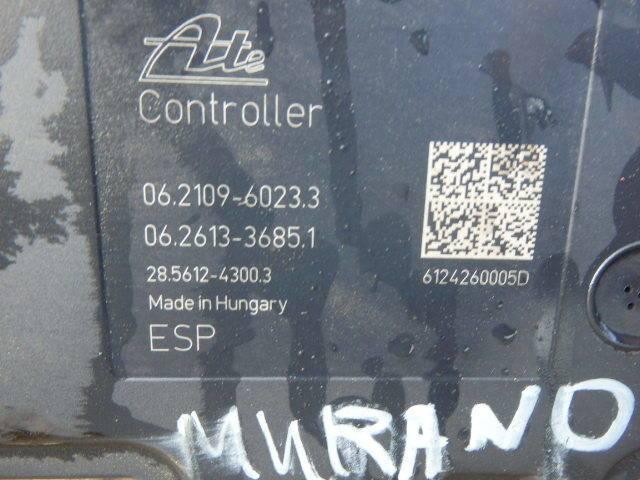 Ate
Controller
06.2109-6023.3
06.2613-3685.1
28.5612-4300.3
Made in Hungary
ESP
6124260005D
MURANO